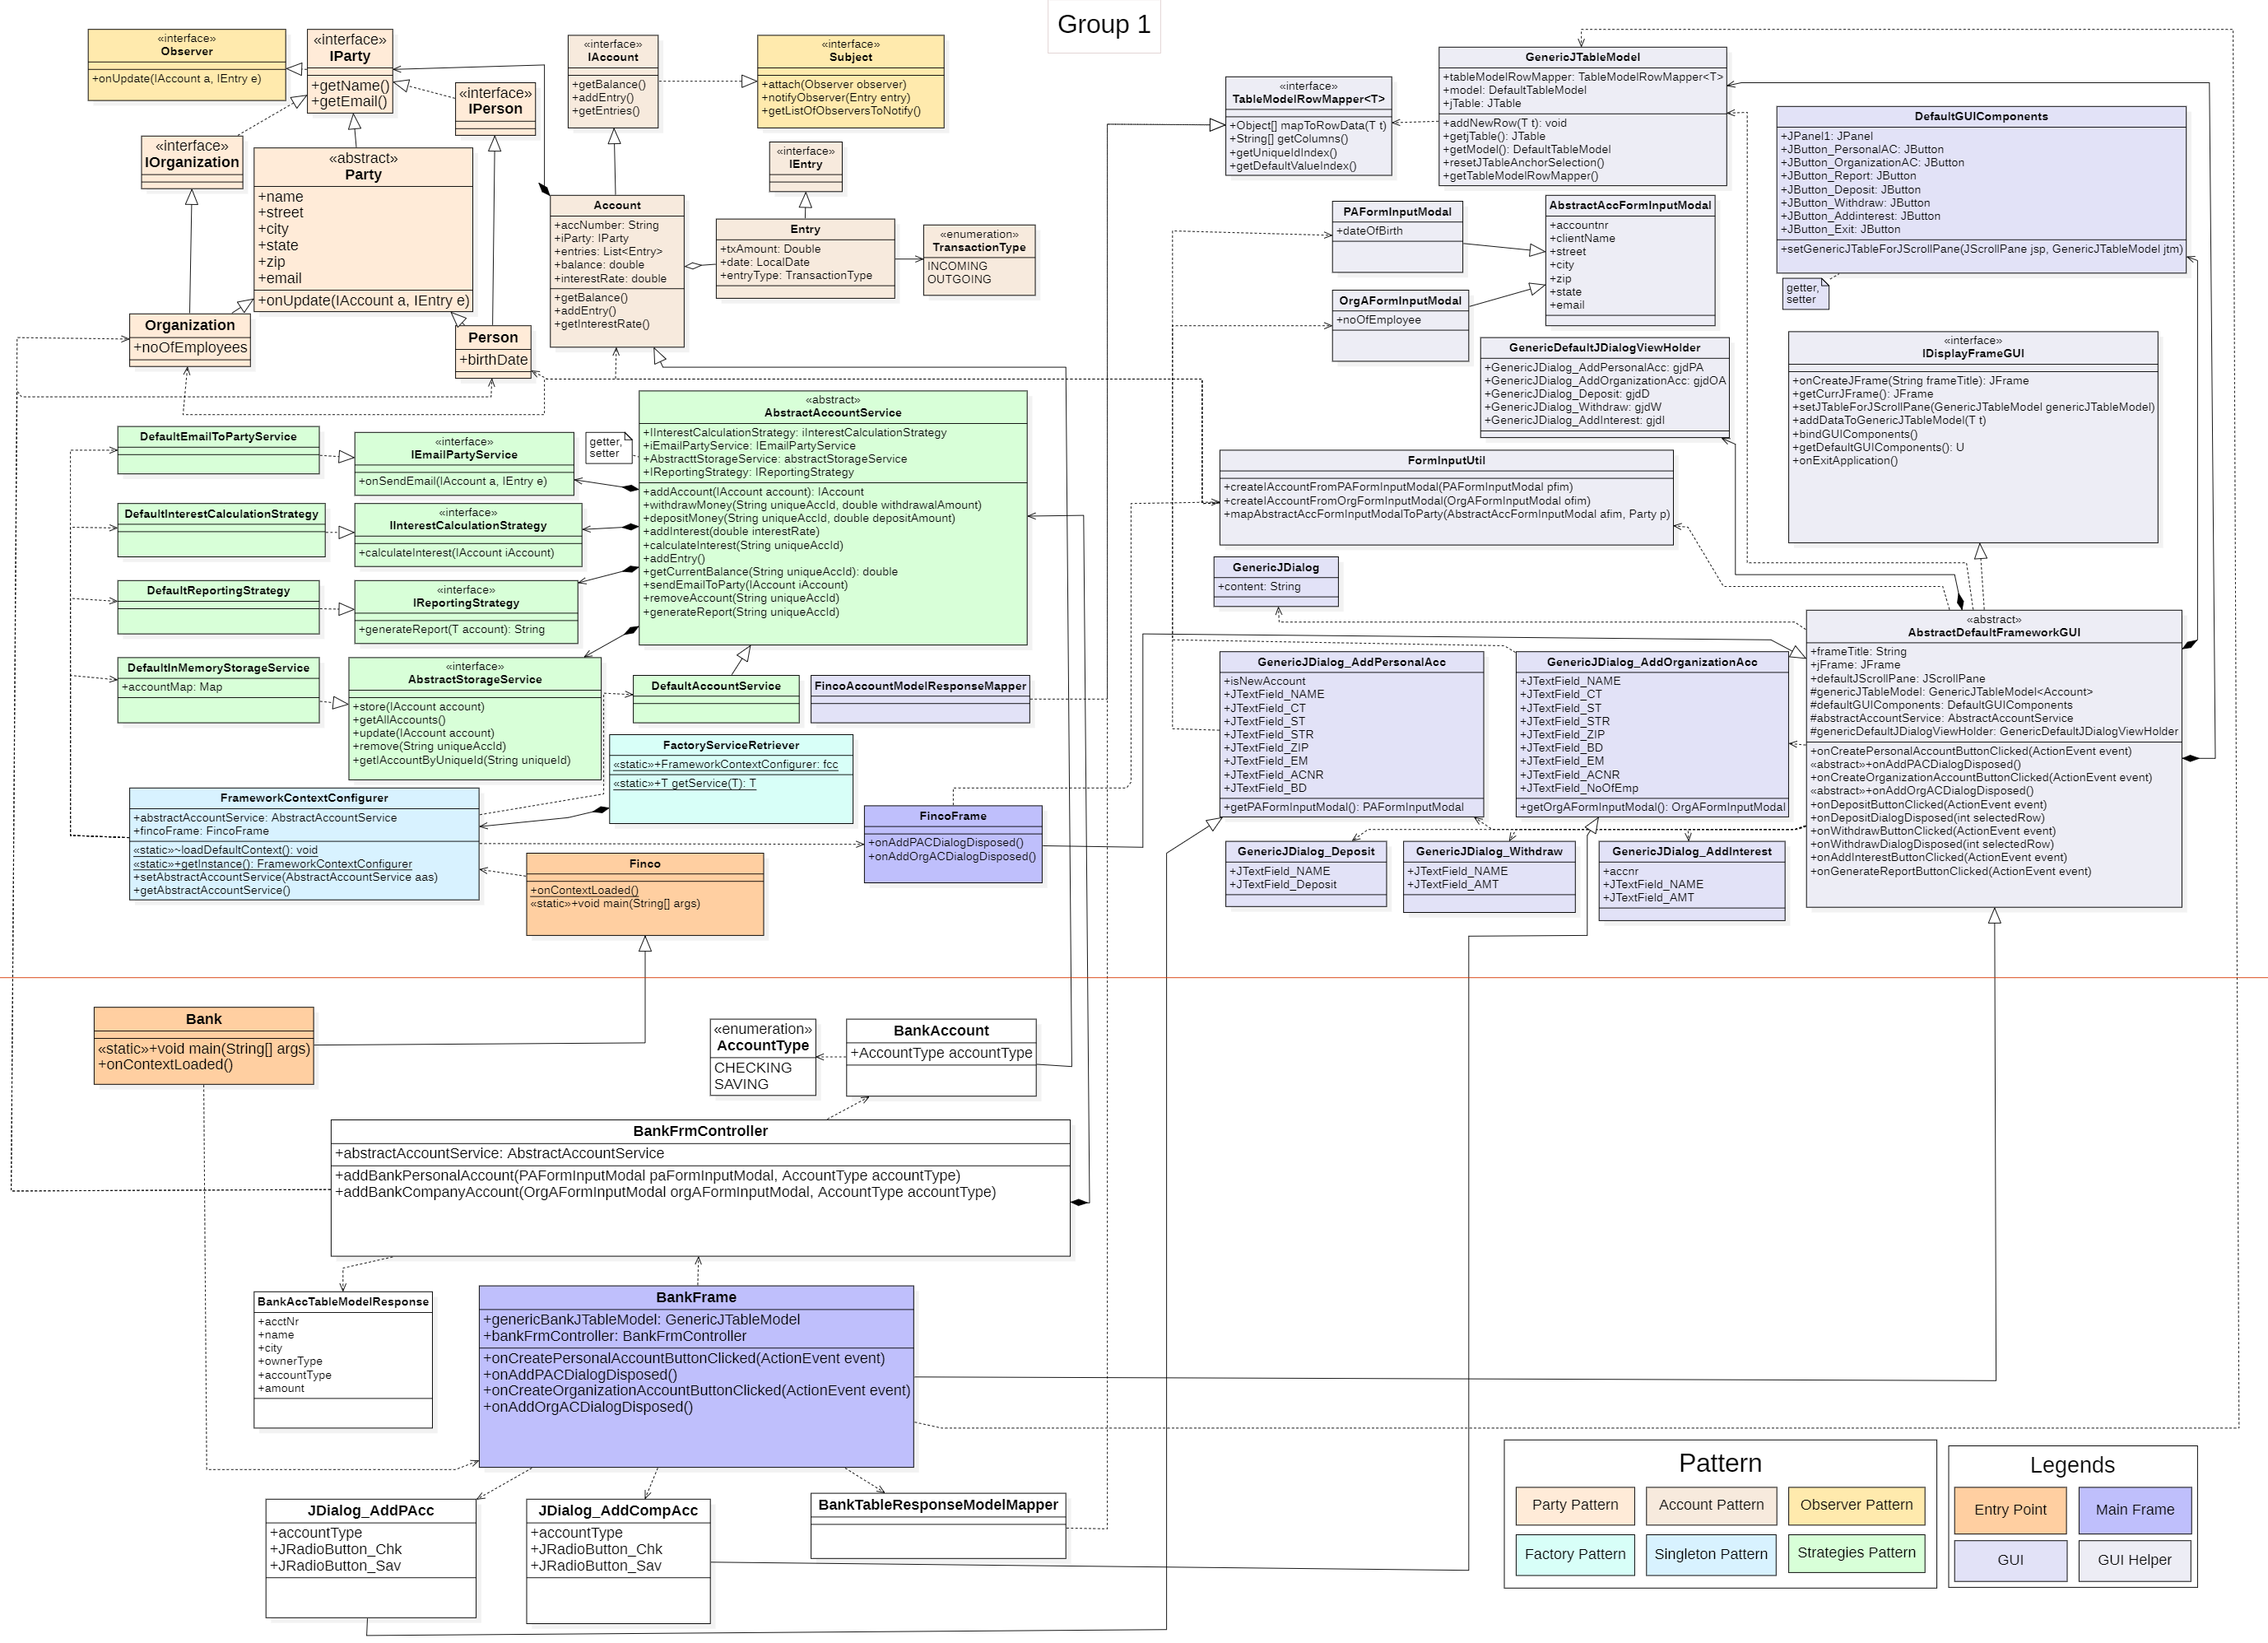 Group 1
«interface»
Observer
+onUpdate(IAccount a, IEntry e)
«interface»
IParty
+getName()
+getEmail()
«interface»
IPerson
«interface»
IOrganization
«abstract»
Party
+name
+street
+city
+state
+zip
+email
+onUpdate(IAccount a, IEntry e)
Organization
+noOfEmployees
Person
+birthDate
«interface»
IAccount
+getBalance()
+addEntry()
+getEntries()
«interface»
Subject
+attach(Observer observer)
+notifyObserver(Entry entry)
+getListOfObserversToNotify()
«interface»
IEntry
Account
+accNumber: String
+iParty: IParty
+entries: List<Entry>
+balance: double
+interestRate: double
+getBalance()
+addEntry()
+getInterestRate()
Entry
+txAmount: Double
+date: LocalDate
+entryType: TransactionType
«enumeration»
TransactionType
INCOMING
OUTGOING
«interface»
TableModelRowMapper<T>
+Object[] mapToRowData(T t)
+String[] getColumns()
+getUniqueIdIndex()
+getDefaultValueIndex()
GenericJTableModel
+tableModelRowMapper: TableModelRowMapper<T>
+model: DefaultTableModel
+jTable: JTable
+addNewRow(T t): void
+getjTable(): JTable
+getModel(): DefaultTableModel
+resetJTableAnchorSelection()
+getTableModelRowMapper()
DefaultGUIComponents
+JPanel1: JPanel
+JButton_PersonalAC: JButton
+JButton_OrganizationAC: JButton
+JButton_Report: JButton
+JButton_Deposit: JButton
+JButton_Withdraw: JButton
+JButton_Addinterest: JButton
+JButton_Exit: JButton
+setGenericJTableForJScrollPane(JScrollPane jsp, GenericJTableModel jtm)
getter,
setter
PAFormInputModal
+dateOfBirth
OrgAFormInputModal
+noOfEmployee
AbstractAccFormInputModal
+accountnr
+clientName
+street
+city
+zip
+state
+email
GenericDefaultJDialogViewHolder
+GenericJDialog_AddPersonalAcc: gjdPA
+GenericJDialog_AddOrganizationAcc: gjdOA
+GenericJDialog_Deposit: gjdD
+GenericJDialog_Withdraw: gjdW
+GenericJDialog_AddInterest: gjdI
«interface»
IDisplayFrameGUI
+onCreateJFrame(String frameTitle): JFrame
+getCurrJFrame(): JFrame
+setJTableForJScrollPane(GenericJTableModel genericJTableModel)
+addDataToGenericJTableModel(T t)
+bindGUIComponents()
+getDefaultGUIComponents(): U
+onExitApplication()
FormInputUtil
+createIAccountFromPAFormInputModal(PAFormInputModal pfim)
+createIAccountFromOrgFormInputModal(OrgAFormInputModal ofim)
+mapAbstractAccFormInputModalToParty(AbstractAccFormInputModal afim, Party p)
GenericJDialog
+content: String
DefaultEmailToPartyService
«interface»
IEmailPartyService
+onSendEmail(IAccount a, IEntry e)
DefaultInterestCalculationStrategy
«interface»
IInterestCalculationStrategy
+calculateInterest(IAccount iAccount)
DefaultReportingStrategy
«interface»
IReportingStrategy
+generateReport(T account): String
DefaultInMemoryStorageService
+accountMap: Map
«interface»
AbstractStorageService
+store(IAccount account)
+getAllAccounts()
+update(IAccount account)
+remove(String uniqueAccId)
+getIAccountByUniqueId(String uniqueId)
getter,
setter
«abstract»
AbstractAccountService
+IInterestCalculationStrategy: iInterestCalculationStrategy
+iEmailPartyService: IEmailPartyService
+AbsttractStorageService: abstractStorageService
+IReportingStrategy: IReportingStrategy
+addAccount(IAccount account): IAccount
+withdrawMoney(String uniqueAccId, double withdrawalAmount)
+depositMoney(String uniqueAccId, double depositAmount)
+addInterest(double interestRate)
+calculateInterest(String uniqueAccId)
+addEntry()
+getCurrentBalance(String uniqueAccId): double
+sendEmailToParty(IAccount iAccount)
+removeAccount(String uniqueAccId)
+generateReport(String uniqueAccId)
DefaultAccountService
FincoAccountModelResponseMapper
FactoryServiceRetriever
«static»+FrameworkContextConfigurer: fcc
«static»+T getService(T): T
FrameworkContextConfigurer
+abstractAccountService: AbstractAccountService
+fincoFrame: FincoFrame
«static»~loadDefaultContext(): void
«static»+getInstance(): FrameworkContextConfigurer
+setAbstractAccountService(AbstractAccountService aas)
+getAbstractAccountService()
Finco
+onContextLoaded()
«static»+void main(String[] args)
FincoFrame
+onAddPACDialogDisposed()
+onAddOrgACDialogDisposed()
GenericJDialog_AddPersonalAcc
+isNewAccount
+JTextField_NAME
+JTextField_CT
+JTextField_ST
+JTextField_STR
+JTextField_ZIP
+JTextField_EM
+JTextField_ACNR
+JTextField_BD
+getPAFormInputModal(): PAFormInputModal
GenericJDialog_AddOrganizationAcc
+JTextField_NAME
+JTextField_CT
+JTextField_ST
+JTextField_STR
+JTextField_ZIP
+JTextField_BD
+JTextField_EM
+JTextField_ACNR
+JTextField_NoOfEmp
+getOrgAFormInputModal(): OrgAFormInputModal
«abstract»
AbstractDefaultFrameworkGUI
+frameTitle: String
+jFrame: JFrame
+defaultJScrollPane: JScrollPane
#genericJTableModel: GenericJTableModel<Account>
#defaultGUIComponents: DefaultGUIComponents
#abstractAccountService: AbstractAccountService
#genericDefaultJDialogViewHolder: GenericDefaultJDialogViewHolder
+onCreatePersonalAccountButtonClicked(ActionEvent event)
«abstract»+onAddPACDialogDisposed()
+onCreateOrganizationAccountButtonClicked(ActionEvent event)
«abstract»+onAddOrgACDialogDisposed()
+onDepositButtonClicked(ActionEvent event)
+onDepositDialogDisposed(int selectedRow)
+onWithdrawButtonClicked(ActionEvent event)
+onWithdrawDialogDisposed(int selectedRow)
+onAddInterestButtonClicked(ActionEvent event)
+onGenerateReportButtonClicked(ActionEvent event)
GenericJDialog_Deposit
+JTextField_NAME
+JTextField_Deposit
GenericJDialog_Withdraw
+JTextField_NAME
+JTextField_AMT
GenericJDialog_AddInterest
+accnr
+JTextField_NAME
+JTextField_AMT
Bank
«static»+void main(String[] args)
+onContextLoaded()
«enumeration»
AccountType
CHECKING
SAVING
BankAccount
+AccountType accountType
BankFrmController
+abstractAccountService: AbstractAccountService
+addBankPersonalAccount(PAFormInputModal paFormInputModal, AccountType accountType)
+addBankCompanyAccount(OrgAFormInputModal orgAFormInputModal, AccountType accountType)
BankAccTableModelResponse
+acctNr
+name
+city
+ownerType
+accountType
+amount
BankFrame
+genericBankJTableModel: GenericJTableModel
+bankFrmController: BankFrmController
+onCreatePersonalAccountButtonClicked(ActionEvent event)
+onAddPACDialogDisposed()
+onCreateOrganizationAccountButtonClicked(ActionEvent event)
+onAddOrgACDialogDisposed()
JDialog_AddPAcc
+accountType
+JRadioButton_Chk
+JRadioButton_Sav
JDialog_AddCompAcc
+accountType
+JRadioButton_Chk
+JRadioButton_Sav
BankTableResponseModelMapper
Pattern
Party Pattern
Account Pattern
Observer Pattern
Factory Pattern
Singleton Pattern
Strategies Pattern
Legends
Entry Point
Main Frame
GUI
GUI Helper